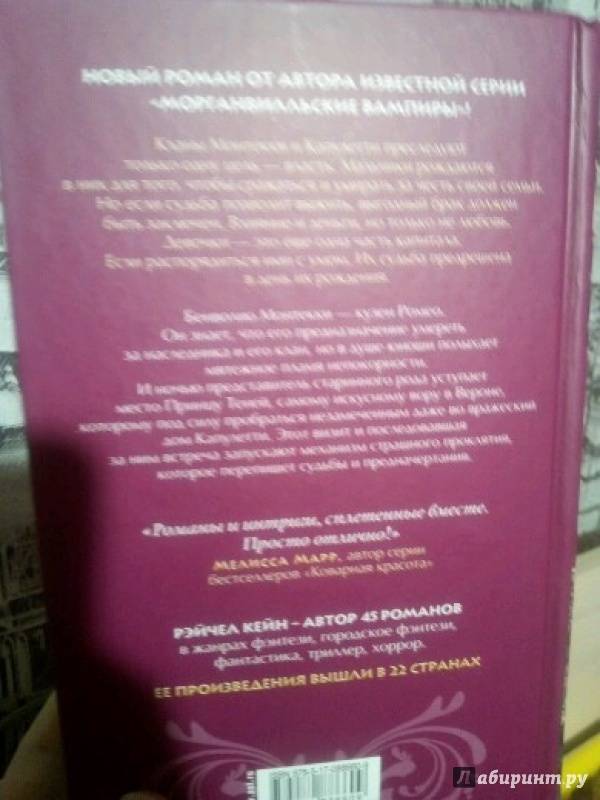 НОВЫЙ РОМАН ОТ АВТОРА ИЗВЕСТНОЙ СЕРИИ
«МОРГАНВИЛЛЬСКИЕ ВАМПИРЫ»!
Кланы Монтекки и Капулетти преследуют
только одну цель — власть. Мальчики рождаются
в них для того, чтобы сражаться и умирать за честь своей семьи.
Но если судьба позволит выжить, выгодный брак должен
быть заключен. Влияние и деньги, но только не любовь.
Девочки — это еще одна часть капитала.
Если распорядиться ими с умом. Их судьба предрешена
в день их рождения.
Бенволио Монтекки — кузен Ромео.
Он знает, что его предназначение умереть
за наследника и его клан, но в душе юноши полыхает
мятежное пламя непокорности.
И ночью представитель старинного рода уступает
место Принцу Теней, самому искусному вору в Вероне,
которому под силу пробраться незамеченным даже во вражеский
дом Капулетти. Этот визит и последовавшая
за ним встреча запускают механизм страшного проклятия,
которое перепишет судьбы и предначертания.
«Романы и интриги, сплетенные вместе.
Просто отлично!»
МЕЛИССА МАРР, автор серии
бестселлеров «Коварная красота»
РЭЙЧЕЛ КЕЙН – АВТОР 45 РОМАНОВ
в жанрах фэнтези, городское фэнтези,
фантастика, триллер, хоррор.
ЕЕ ПРОИЗВЕДЕНИЯ ВЫШЛИ В 22 СТРАНАХ
Лабиринт.ру